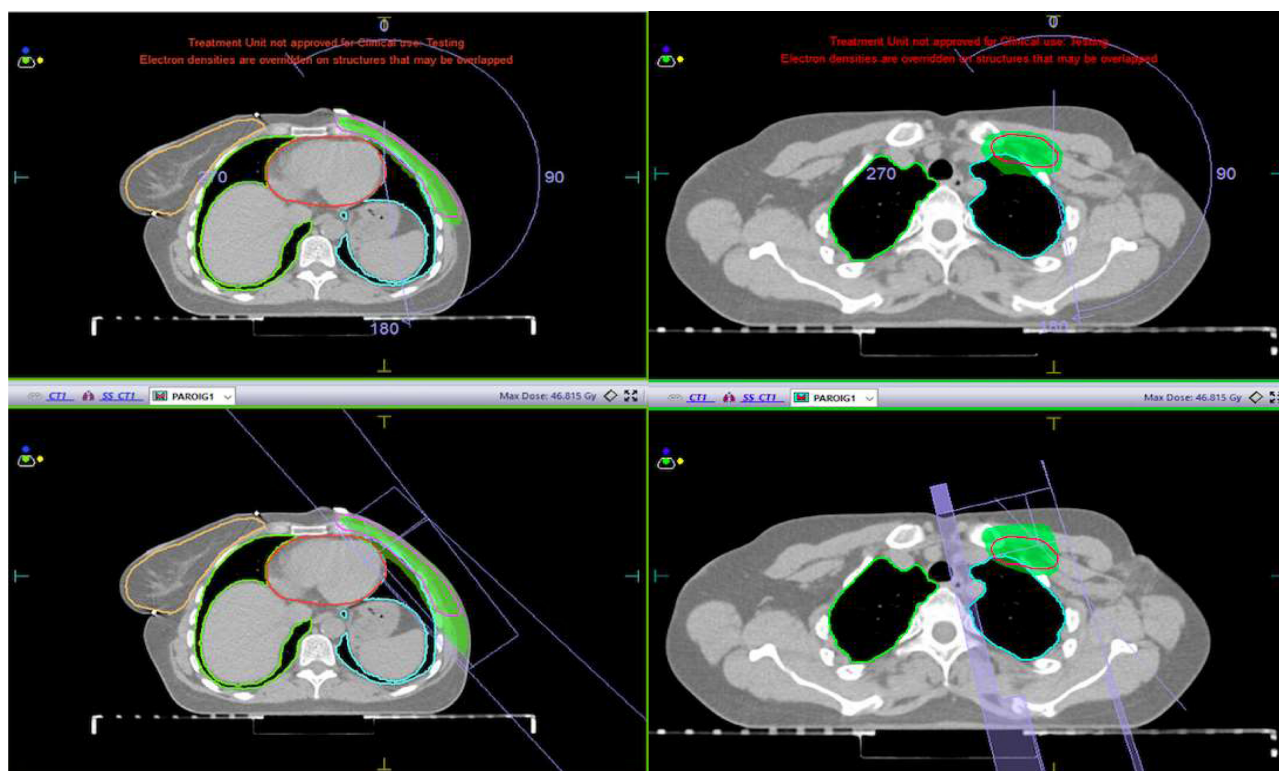 0
Treatment Unit not approved for Clinical use: Testing
Electron densities are overridden on structures that may be overlapped
270
90
180
0
Treatment Unit not approved for Clinical use: Testing
Electron densities are overridden on structures that may be overlapped
270
90
180
CT1 SS_CT1 PAROIG1 Max Dose: 46.815 Gy
CT1 SS_CT1 PAROIG1 Max Dose: 46.815 Gy